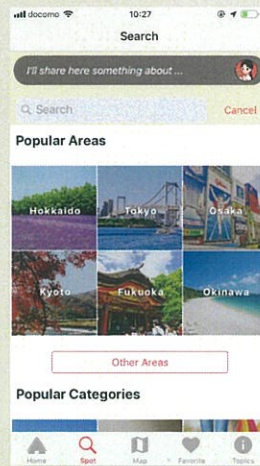 docomo 10:27
Search
I'll share here something about ...
Search Cancel
Popular Areas
Hokkaido Tokyo Osaka
Kyoto Fukuoka Okinawa
Other Areas
Popular Categories
Home Spot Map Favorite Topics